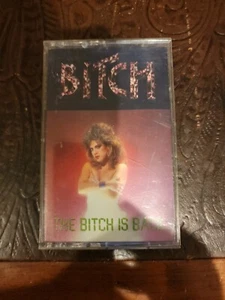 BITCH
THE BITCH IS BACK